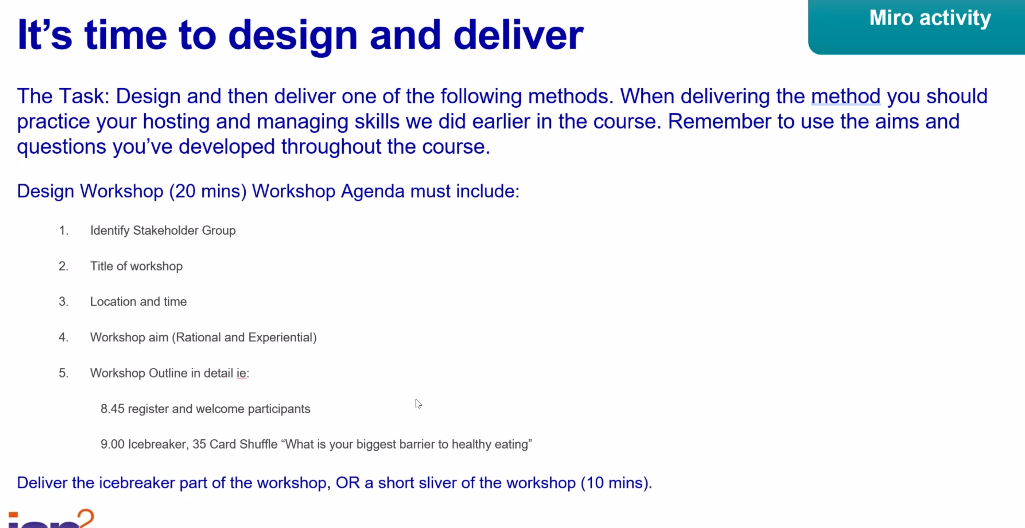 It's time to design and deliver
Miro activity
The Task: Design and then deliver one of the following methods. When delivering the method you should
practice your hosting and managing skills we did earlier in the course. Remember to use the aims and
questions you've developed throughout the course.
Design Workshop (20 mins) Workshop Agenda must include:
1. Identify Stakeholder Group
2. Title of workshop
3. Location and time
4. Workshop aim (Rational and Experiential)
5. Workshop Outline in detail ie:
8.45 register and welcome participants
9.00 Icebreaker, 35 Card Shuffle “What is your biggest barrier to healthy eating”
Deliver the icebreaker part of the workshop, OR a short sliver of the workshop (10 mins).